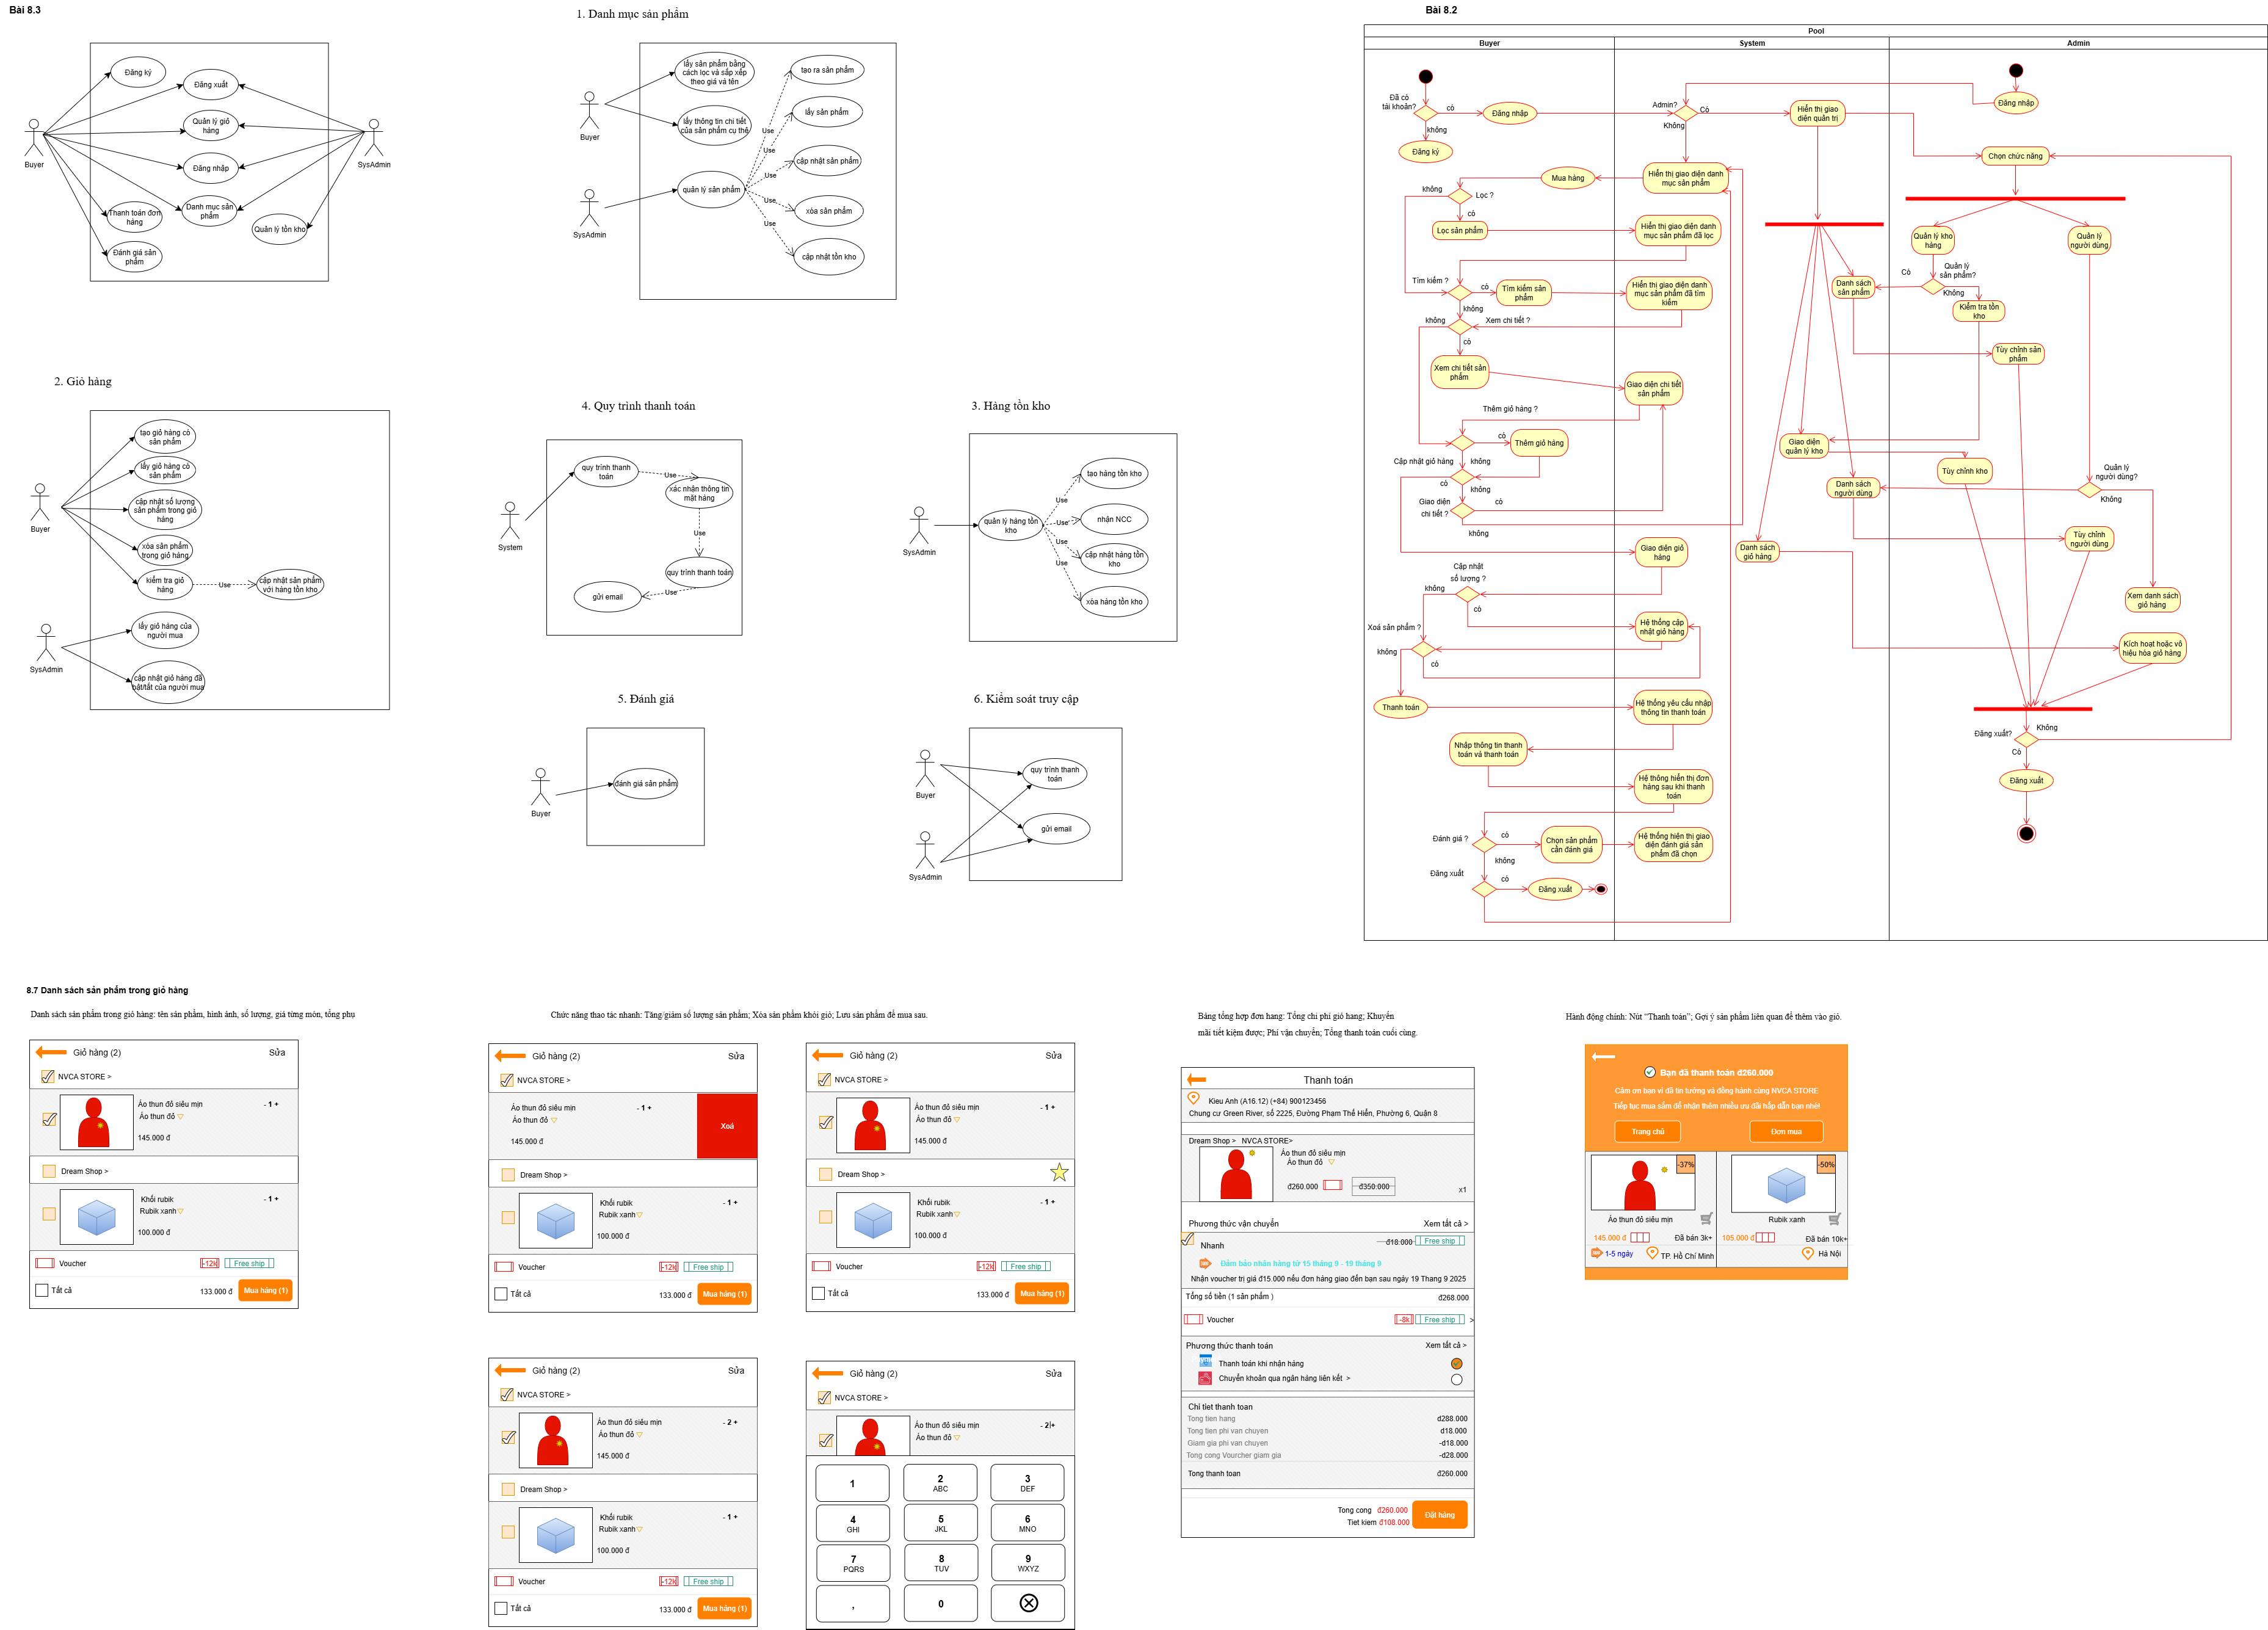 Bài 8.3
Đăng ký
Đăng xuất
Quản lý giỏ
hàng
Đăng nhập
Danh mục sản
phẩm
Thanh toán đơn
hàng
Đánh giá sản
phẩm
Quản lý tồn kho
Buyer
SysAdmin
1. Danh mục sản phẩm
lấy sản phẩm bằng
cách lọc và sắp xếp
theo giá và tên
lấy thông tin chi tiết
của sản phẩm cụ thể
quản lý sản phẩm
tạo ra sản phẩm
lấy sản phẩm
cập nhật sản phẩm
xóa sản phẩm
cập nhật tồn kho
Use
Use
Use
Use
Use
Buyer
SysAdmin
2. Giỏ hàng
tạo giỏ hàng có
sản phẩm
lấy giỏ hàng có
sản phẩm
cập nhật số lượng
sản phẩm trong giỏ
hàng
xóa sản phẩm
trong giỏ hàng
kiểm tra giỏ
hàng
Use
cập nhật sản phẩm
với hàng tồn kho
lấy giỏ hàng của
người mua
cập nhật giỏ hàng đã
bật/tắt của người mua
Buyer
SysAdmin
4. Quy trình thanh toán
quy trình thanh
toán
Use
xác nhận thông tin
mặt hàng
Use
quy trình thanh toán
Use
gửi email
System
3. Hàng tồn kho
quản lý hàng tồn
kho
tạo hàng tồn kho
nhận NCC
cập nhật hàng tồn
kho
xóa hàng tồn kho
Use
Use
Use
Use
SysAdmin
5. Đánh giá
đánh giá sản phẩm
Buyer
6. Kiểm soát truy cập
quy trình thanh
toán
gửi email
Buyer
SysAdmin
Bài 8.2
Pool
Buyer
System
Admin
Đã có
tài khoản?
có
Đăng nhập
không
Đăng ký
Admin?
Có
Không
Hiển thị giao
diện quản trị
Đăng nhập
Chọn chức năng
Hiển thị giao diện danh
mục sản phẩm
Mua hàng
không
Lọc ?
có
Lọc sản phẩm
Hiển thị giao diện danh
mục sản phẩm đã lọc
Quản lý kho
hàng
Quản lý
người dùng
Có
Quản lý
sản phẩm?
Không
Danh sách
sản phẩm
Kiểm tra tồn
kho
Tìm kiếm ?
có
Tìm kiếm sản
phẩm
Hiển thị giao diện danh
mục sản phẩm đã tìm
kiếm
không
không
Xem chi tiết ?
có
Tùy chỉnh sản
phẩm
Xem chi tiết sản
phẩm
Giao diện chi tiết
sản phẩm
Thêm giỏ hàng ?
có
Thêm giỏ hàng
Giao diện
quản lý kho
Cập nhật giỏ hàng
không
có
không
Tùy chỉnh kho
Quản lý
người dùng?
Danh sách
người dùng
Không
Giao diện
chi tiết ?
có
không
Tùy chỉnh
người dùng
Giao diện giỏ
hàng
Danh sách
giỏ hàng
Cập nhật
số lượng ?
không
có
Xem danh sách
giỏ hàng
Hệ thống cập
nhật giỏ hàng
Xoá sản phẩm ?
không
có
Kích hoạt hoặc vô
hiệu hóa giỏ hàng
Thanh toán
Hệ thống yêu cầu nhập
thông tin thanh toán
Đăng xuất?
Không
Có
Nhập thông tin thanh
toán và thanh toán
Hệ thông hiển thị đơn
hàng sau khi thanh
toán
Đăng xuất
Đánh giá ?
có
Chọn sản phẩm
cần đánh giá
Hệ thống hiện thị giao
diện đánh giá sản
phẩm đã chọn
không
Đăng xuất
có
Đăng xuất
8.7 Danh sách sản phẩm trong giỏ hàng
Danh sách sản phẩm trong giỏ hàng: tên sản phẩm, hình ảnh, số lượng, giá từng món, tổng phụ
Giỏ hàng (2)
Sửa
NVCA STORE >
Áo thun đỏ siêu mịn
- 1 +
Áo thun đỏ
145.000 đ
Dream Shop >
Khối rubik
- 1 +
Rubik xanh
100.000 đ
Voucher
-12k
Free ship
Tất cả
133.000 đ
Mua hàng (1)
Chức năng thao tác nhanh: Tăng/giảm số lượng sản phẩm; Xóa sản phẩm khỏi giỏ; Lưu sản phẩm để mua sau.
Giỏ hàng (2)
Sửa
NVCA STORE >
Áo thun đỏ siêu mịn
- 1 +
Áo thun đỏ
145.000 đ
Xoá
Dream Shop >
Khối rubik
- 1 +
Rubik xanh
100.000 đ
Voucher
-12k
Free ship
Tất cả
133.000 đ
Mua hàng (1)
Giỏ hàng (2)
Sửa
NVCA STORE >
Áo thun đỏ siêu mịn
- 1 +
Áo thun đỏ
145.000 đ
Dream Shop >
Khối rubik
- 1 +
Rubik xanh
100.000 đ
Voucher
-12k
Free ship
Tất cả
133.000 đ
Mua hàng (1)
Giỏ hàng (2)
Sửa
NVCA STORE >
Áo thun đỏ siêu mịn
- 2 +
Áo thun đỏ
145.000 đ
Dream Shop >
Khối rubik
- 1 +
Rubik xanh
100.000 đ
Voucher
-12k
Free ship
Tất cả
133.000 đ
Mua hàng (1)
Giỏ hàng (2)
Sửa
NVCA STORE >
Áo thun đỏ siêu mịn
- 2|+
Áo thun đỏ
1
2
ABC
3
DEF
4
GHI
5
JKL
6
MNO
7
PQRS
8
TUV
9
WXYZ
,
0
Bảng tổng hợp đơn hang: Tổng chi phí giỏ hang; Khuyến
mãi tiết kiệm được; Phí vận chuyển; Tổng thanh toán cuối cùng.
Thanh toán
Kieu Anh (A16.12) (+84) 900123456
Chung cư Green River, số 2225, Đường Phạm Thế Hiển, Phường 6, Quận 8
Dream Shop > NVCA STORE>
Áo thun đỏ siêu mịn
Áo thun đỏ
đ260.000
đ350.000
x1
Phương thức vận chuyển
Xem tất cả >
Nhanh
đ18.000
Free ship
Đảm bảo nhận hàng từ 15 tháng 9 - 19 tháng 9
Nhận voucher trị giá đ15.000 nếu đơn hàng giao đến bạn sau ngày 19 Thang 9 2025
Tổng số tiền (1 sản phẩm )
đ268.000
Voucher
-8k
Free ship
>
Phương thức thanh toán
Xem tất cả >
Thanh toán khi nhận hàng
Chuyển khoản qua ngân hàng liên kết >
Chi tiet thanh toan
Tong tien hang
d288.000
Tong tien phi van chuyen
d18.000
Giam gia phi van chuyen
-d18.000
Tong cong Vourcher giam gia
-d28.000
Tong thanh toan
đ260.000
Tong cong đ260.000
Tiet kiem đ108.000
Đặt hàng
Hành động chính: Nút “Thanh toán”; Gợi ý sản phẩm liên quan để thêm vào giỏ.
Bạn đã thanh toán đ260.000
Cảm ơn bạn vì đã tin tưởng và đồng hành cùng NVCA STORE
Tiếp tục mua sắm để nhận thêm nhiều ưu đãi hấp dẫn bạn nhé!
Trang chủ
Đơn mua
-37%
Áo thun đỏ siêu mịn
145.000 đ
Đã bán 3k+
1-5 ngày
TP. Hồ Chí Minh
-50%
Rubik xanh
105.000 đ
Đã bán 10k+
Hà Nội